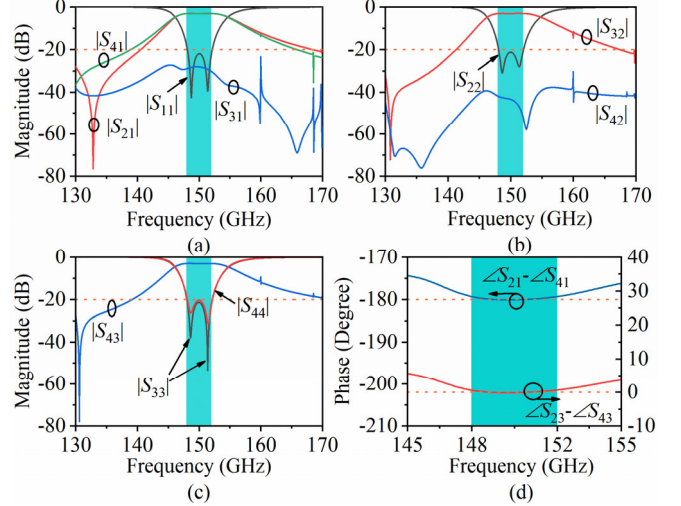 0
-20
-40
-60
-80
Magnitude (dB)
|S41|
|S21|
|S11|
|S31|
130 140 150 160 170
Frequency (GHz)
(a)
0
-20
-40
-60
-80
Magnitude (dB)
|S32|
|S22|
|S42|
130 140 150 160 170
Frequency (GHz)
(b)
0
-20
-40
-60
-80
Magnitude (dB)
|S43|
|S44|
|S33|
130 140 150 160 170
Frequency (GHz)
(c)
-170
-180
-190
-200
-210
Phase (Degree)
40
30
20
10
0
-10
∠S21-∠S41
∠S23-∠S43
145 148 152 155
Frequency (GHz)
(d)